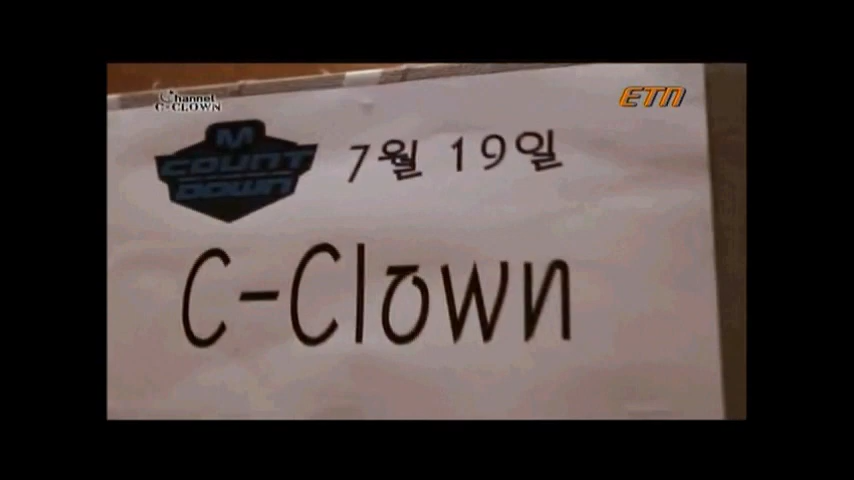 Channel
C-CLOWN
ETN
M
COUNT
DOWN
7월 19일
C-Clown